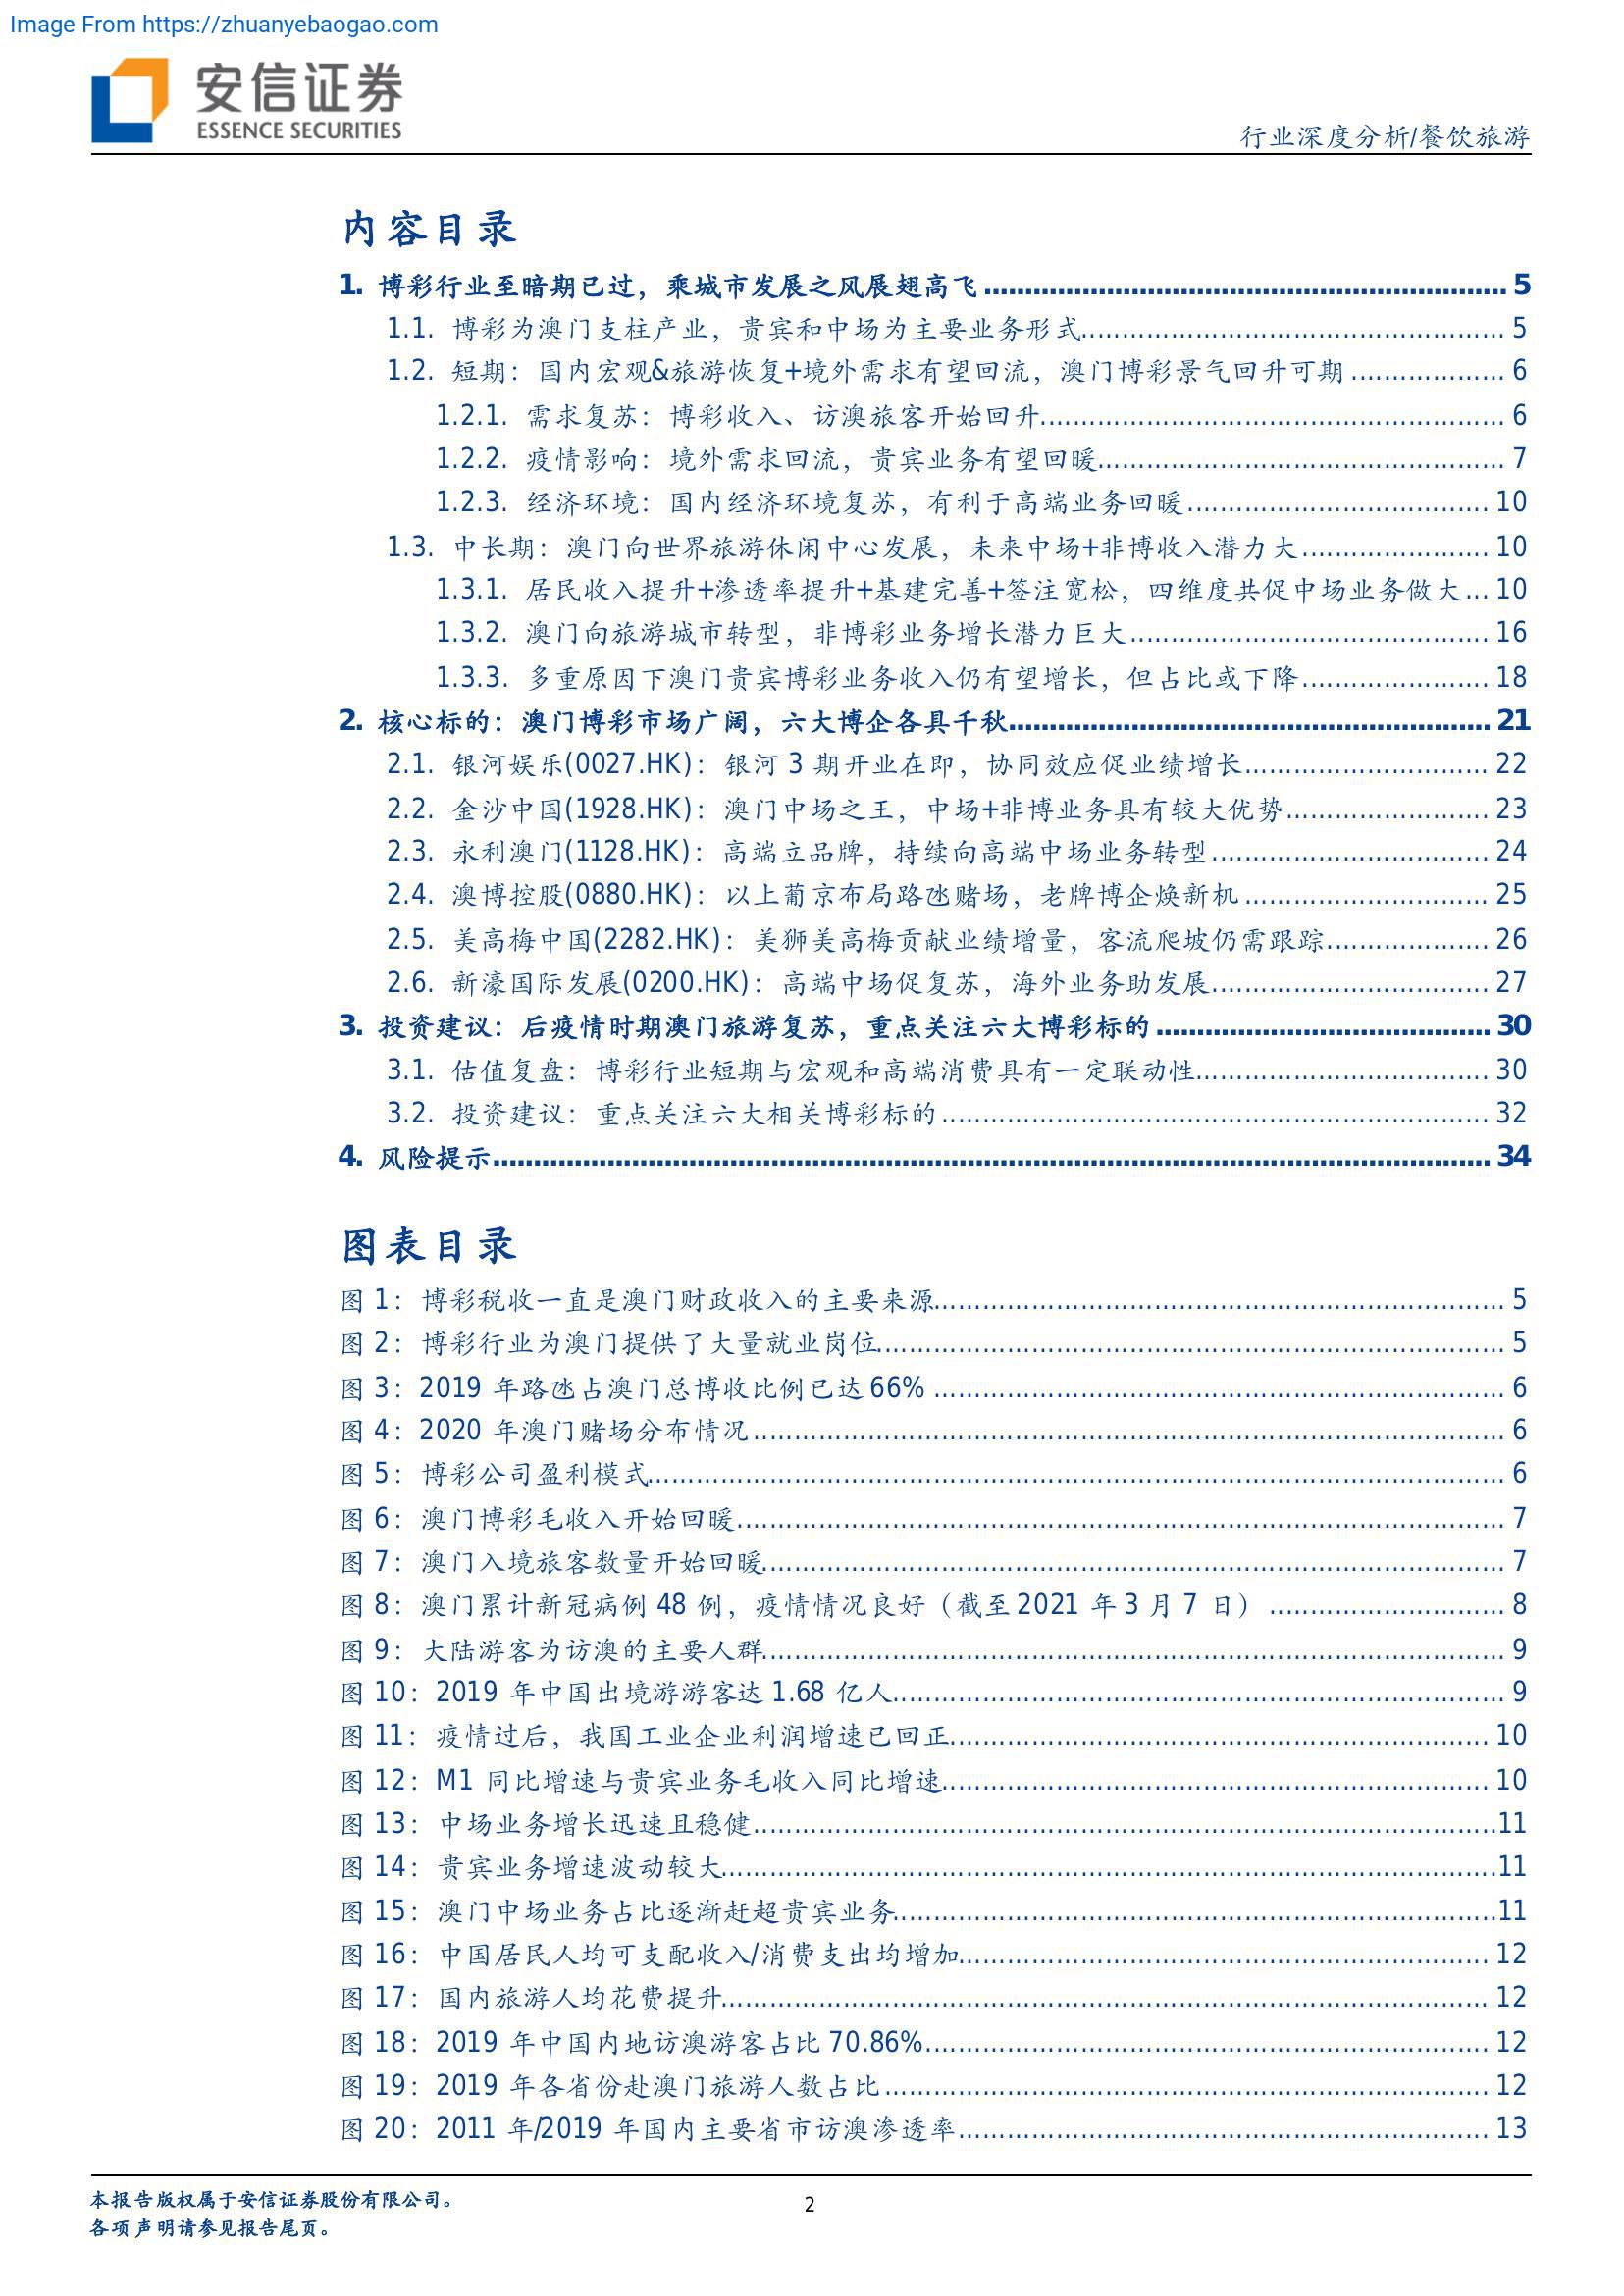 Image From https://zhuanyebaogao.com
安信证券
ESSENCE SECURITIES
行业深度分析/餐饮旅游
内容目录
1. 博彩行业至暗期已过，乘城市发展之风展翅高飞 5
1.1. 博彩为澳门支柱产业，贵宾和中场为主要业务形式 5
1.2. 短期：国内宏观&旅游恢复+境外需求有望回流，澳门博彩景气回升可期 6
1.2.1. 需求复苏：博彩收入、访澳旅客开始回升 6
1.2.2. 疫情影响：境外需求回流，贵宾业务有望回暖 7
1.2.3. 经济环境：国内经济环境复苏，有利于高端业务回暖 10
1.3. 中长期：澳门向世界旅游休闲中心发展，未来中场+非博收入潜力大 10
1.3.1. 居民收入提升+渗透率提升+基建完善+签注宽松，四维度共促中场业务做大 10
1.3.2. 澳门向旅游城市转型，非博彩业务增长潜力巨大 16
1.3.3. 多重原因下澳门贵宾博彩业务收入仍有望增长，但占比或下降 18
2. 核心标的：澳门博彩市场广阔，六大博企各具千秋 21
2.1. 银河娱乐(0027.HK)：银河 3 期开业在即，协同效应促业绩增长 22
2.2. 金沙中国(1928.HK)：澳门中场之王，中场+非博业务具有较大优势 23
2.3. 永利澳门(1128.HK)：高端立品牌，持续向高端中场业务转型 24
2.4. 澳博控股(0880.HK)：以上葡京布局路氹赌场，老牌博企焕新机 25
2.5. 美高梅中国(2282.HK)：美狮美高梅贡献业绩增量，客流爬坡仍需跟踪 26
2.6. 新濠国际发展(0200.HK)：高端中场促复苏，海外业务助发展 27
3. 投资建议：后疫情时期澳门旅游复苏，重点关注六大博彩标的 30
3.1. 估值复盘：博彩行业短期与宏观和高端消费具有一定联动性 30
3.2. 投资建议：重点关注六大相关博彩标的 32
4. 风险提示 34
图表目录
图 1：博彩税收一直是澳门财政收入的主要来源 5
图 2：博彩行业为澳门提供了大量就业岗位 5
图 3：2019 年路氹占澳门总博收比例已达 66% 6
图 4：2020 年澳门赌场分布情况 6
图 5：博彩公司盈利模式 6
图 6：澳门博彩毛收入开始回暖 7
图 7：澳门入境旅客数量开始回暖 7
图 8：澳门累计新冠病例 48 例，疫情情况良好（截至 2021 年 3 月 7 日） 8
图 9：大陆游客为访澳的主要人群 9
图 10：2019 年中国出境游游客达 1.68 亿人 9
图 11：疫情过后，我国工业企业利润增速已回正 10
图 12：M1 同比增速与贵宾业务毛收入同比增速 10
图 13：中场业务增长迅速且稳健 11
图 14：贵宾业务增速波动较大 11
图 15：澳门中场业务占比逐渐赶超贵宾业务 11
图 16：中国居民人均可支配收入/消费支出均增加 12
图 17：国内旅游人均花费提升 12
图 18：2019 年中国内地访澳游客占比 70.86% 12
图 19：2019 年各省份赴澳门旅游人数占比 12
图 20：2011 年/2019 年国内主要省市访澳渗透率 13
本报告版权属于安信证券股份有限公司。
各项声明请参见报告尾页。
2